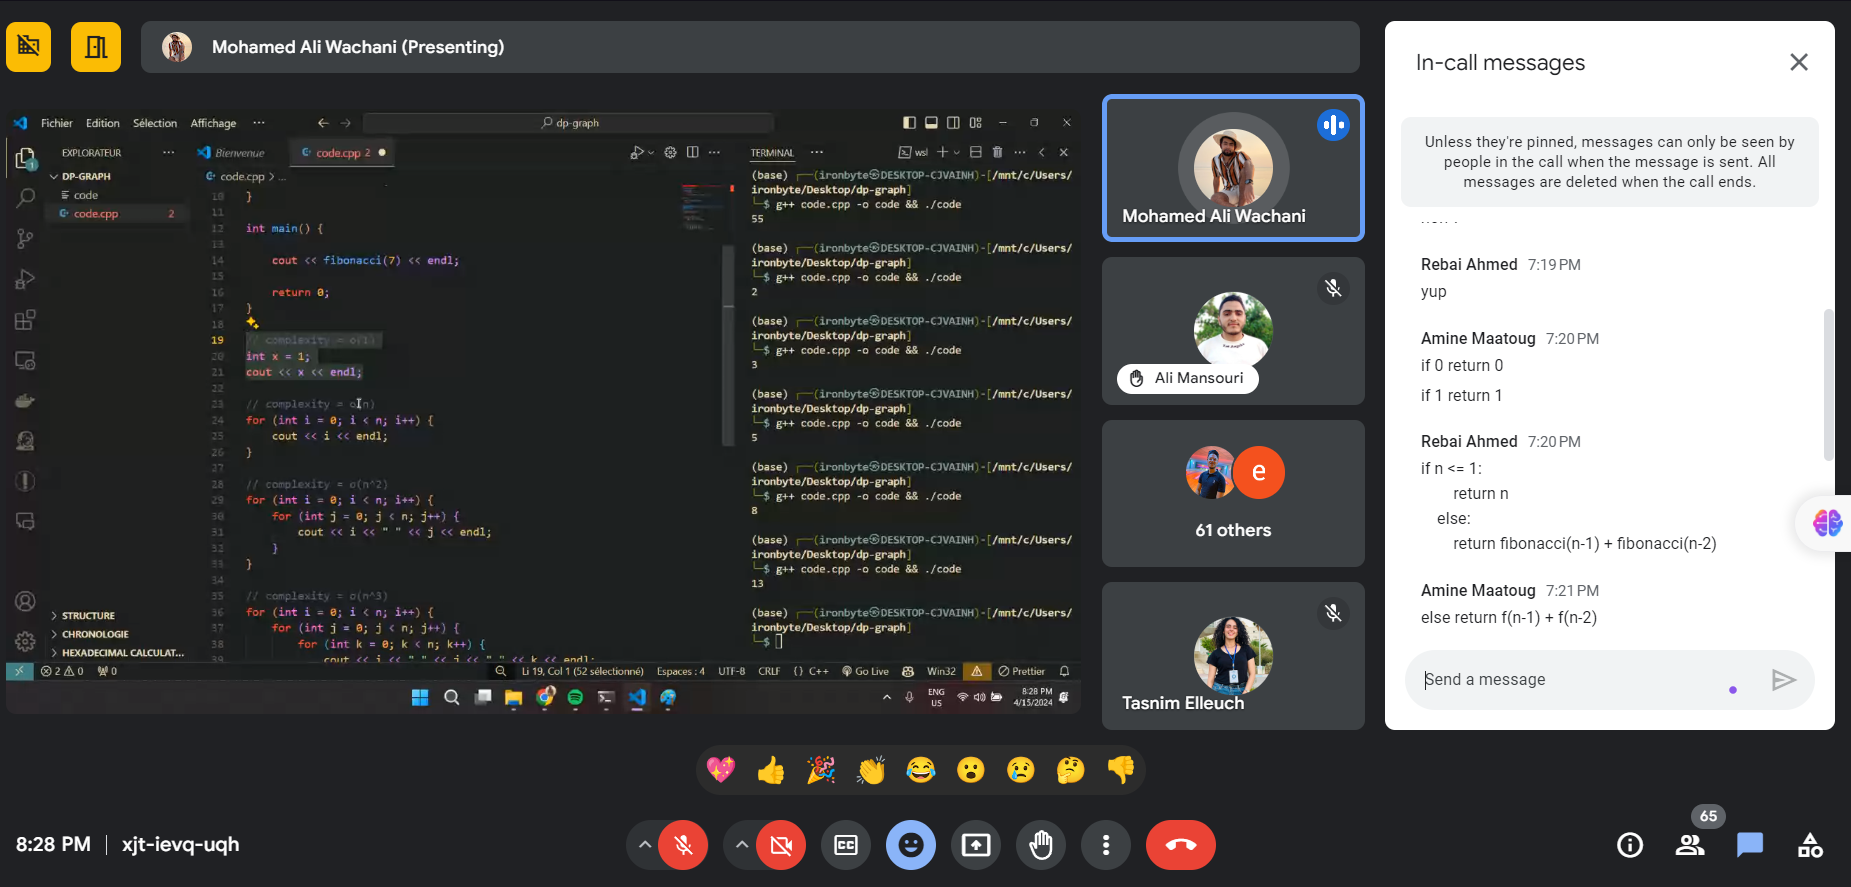 Mohamed Ali Wachani (Presenting)
Fichier Edition Sélection Affichage ···
dp-graph
EXPLORATEUR ···
DP-GRAPH
code
code.cpp 2
1
STRUCTURE
CHRONOLOGIE
HEXADECIMAL CALCULAT...
Bienvenue
code.cpp 2
code.cpp > ...
10 }
11
12 int main() {
13
14 cout << fibonacci(7) << endl;
15
16 return 0;
17 }
18
19 // complexity = o(1)
20 int x = 1;
21 cout << x << endl;
22
23 // complexity = o(n)
24 for (int i = 0; i < n; i++) {
25 cout << i << endl;
26 }
27
28 // complexity = o(n^2)
29 for (int i = 0; i < n; i++) {
30 for (int j = 0; j < n; j++) {
31 cout << i << " " << j << endl;
32 }
33 }
34
35 // complexity = o(n^3)
36 for (int i = 0; i < n; i++) {
37 for (int j = 0; j < n; j++) {
38 for (int k = 0; k < n; k++) {
39 cout << i << " " << j << " " << k << endl;
TERMINAL ···
wsl
(base) ┌──(ironbyte㉿DESKTOP-CJVAINH)-[/mnt/c/Users/
ironbyte/Desktop/dp-graph]
└─$ g++ code.cpp -o code && ./code
55
(base) ┌──(ironbyte㉿DESKTOP-CJVAINH)-[/mnt/c/Users/
ironbyte/Desktop/dp-graph]
└─$ g++ code.cpp -o code && ./code
2
(base) ┌──(ironbyte㉿DESKTOP-CJVAINH)-[/mnt/c/Users/
ironbyte/Desktop/dp-graph]
└─$ g++ code.cpp -o code && ./code
3
(base) ┌──(ironbyte㉿DESKTOP-CJVAINH)-[/mnt/c/Users/
ironbyte/Desktop/dp-graph]
└─$ g++ code.cpp -o code && ./code
5
(base) ┌──(ironbyte㉿DESKTOP-CJVAINH)-[/mnt/c/Users/
ironbyte/Desktop/dp-graph]
└─$ g++ code.cpp -o code && ./code
8
(base) ┌──(ironbyte㉿DESKTOP-CJVAINH)-[/mnt/c/Users/
ironbyte/Desktop/dp-graph]
└─$ g++ code.cpp -o code && ./code
13
(base) ┌──(ironbyte㉿DESKTOP-CJVAINH)-[/mnt/c/Users/
ironbyte/Desktop/dp-graph]
└─$
2 0 0 Li 19, Col 1 (52 sélectionné) Espaces : 4 UTF-8 CRLF {} C++ Go Live Win32 Prettier
ENG
US
8:28 PM
4/15/2024
Mohamed Ali Wachani
Ali Mansouri
e
61 others
Tasnim Elleuch
In-call messages
Unless they're pinned, messages can only be seen by
people in the call when the message is sent. All
messages are deleted when the call ends.
Rebai Ahmed 7:19 PM
yup
Amine Maatoug 7:20 PM
if 0 return 0
if 1 return 1
Rebai Ahmed 7:20 PM
if n <= 1:
return n
else:
return fibonacci(n-1) + fibonacci(n-2)
Amine Maatoug 7:21 PM
else return f(n-1) + f(n-2)
Send a message
8:28 PM | xjt-ievq-uqh
CC
65